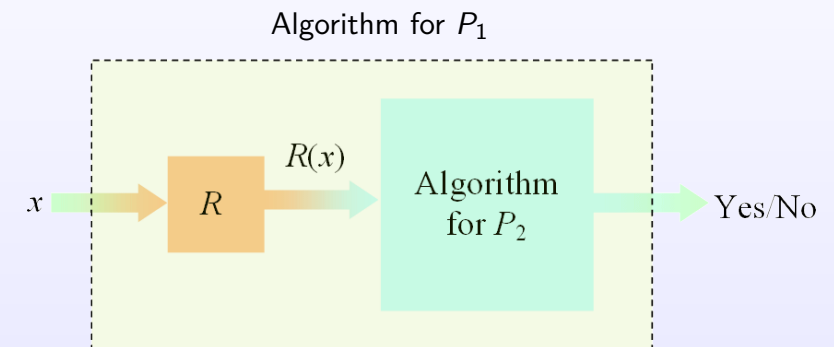 Algorithm for P₁
x
R
R(x)
Algorithm
for P₂
Yes/No